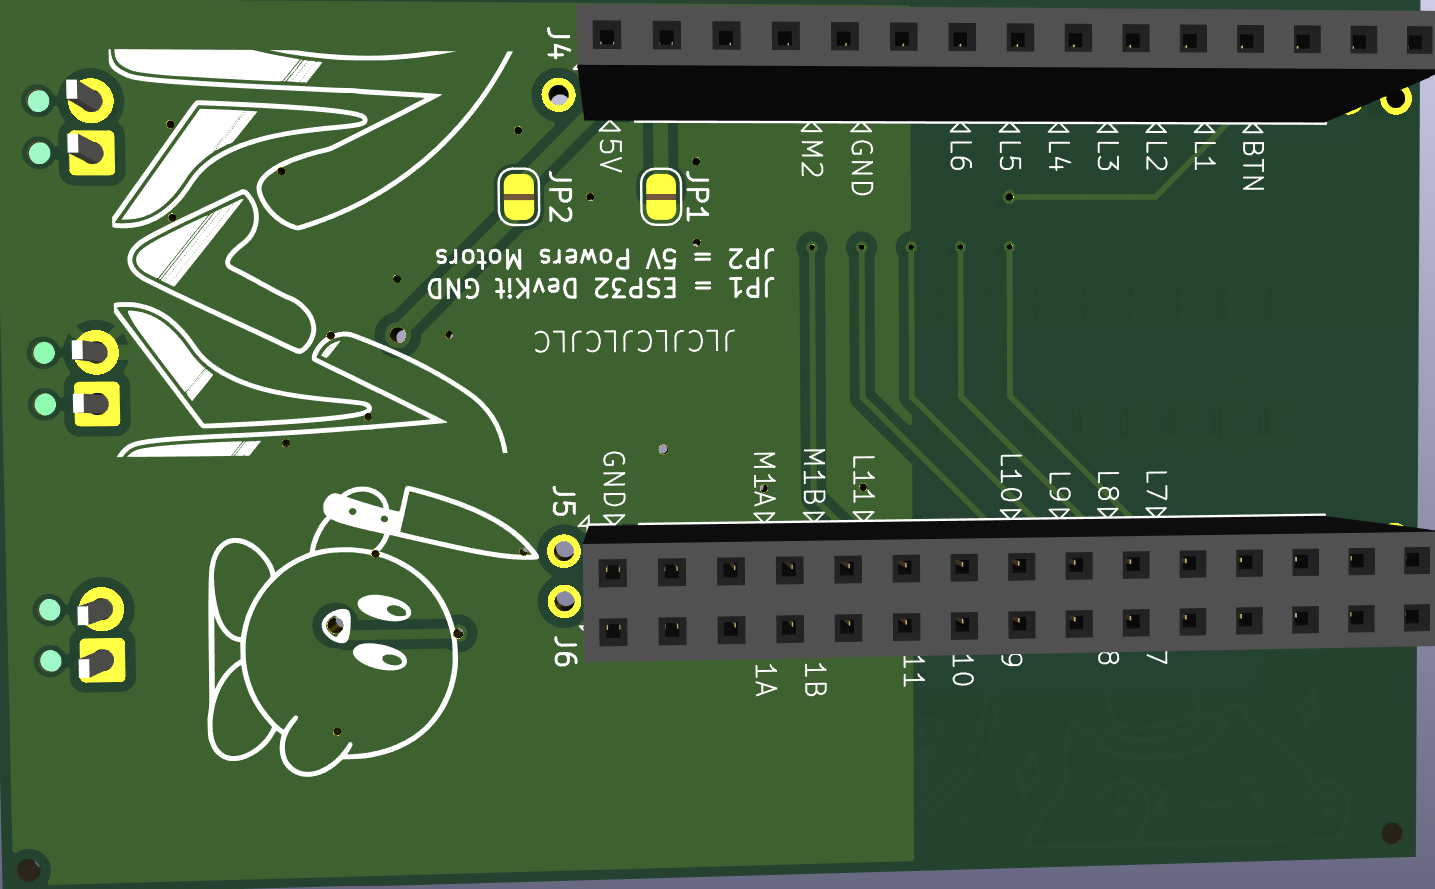 J4
5V
M2
GND
L6
L5
L4
L3
L2
L1
BTN
JP2
JP1
JP1 = ESP32 DevKit GND
JP2 = 5V Powers Motors
JLCJLCJLCJLC
J5
GND
M1A
M1B
L11
L10
L9
L8
L7
J6
1A
1B
11
10
9
8
7